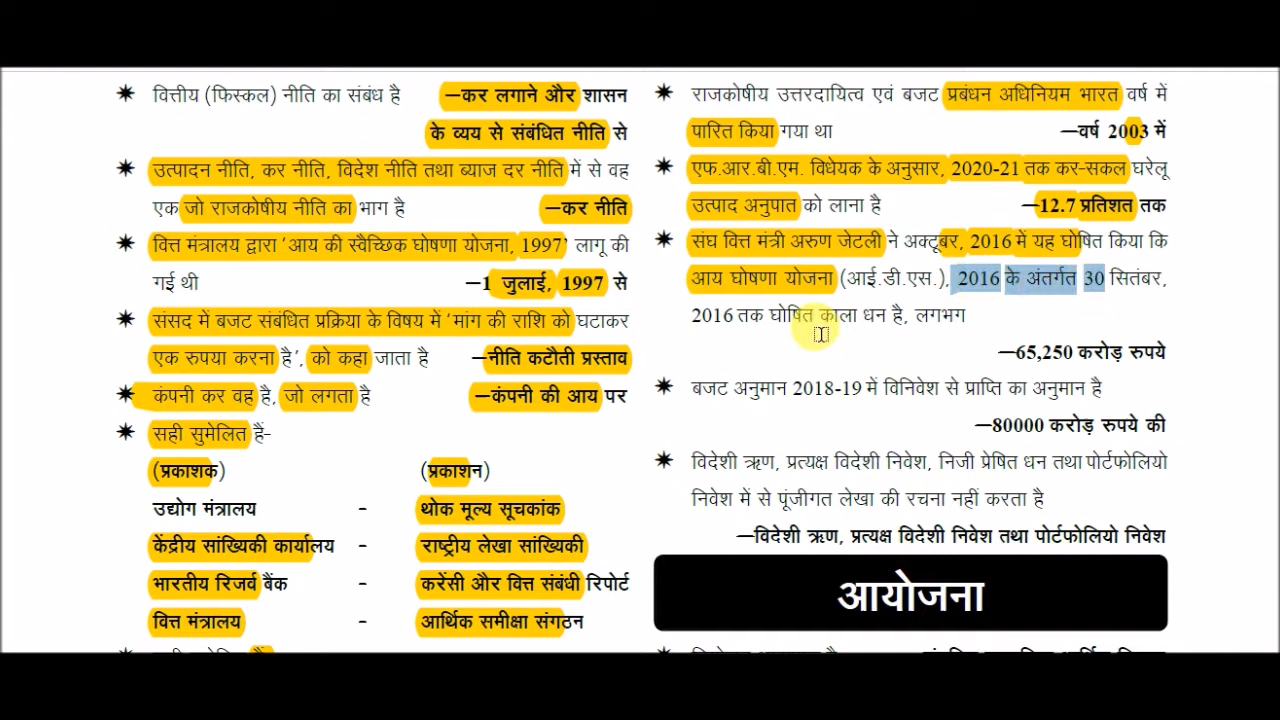 ✷ वित्तीय (फिस्कल) नीति का संबंध है —कर लगाने और शासन
के व्यय से संबंधित नीति से
✷ उत्पादन नीति, कर नीति, विदेश नीति तथा ब्याज दर नीति में से वह
एक जो राजकोषीय नीति का भाग है —कर नीति
✷ वित्त मंत्रालय द्वारा 'आय की स्वैच्छिक घोषणा योजना, 1997' लागू की
गई थी —1 जुलाई, 1997 से
✷ संसद में बजट संबंधित प्रक्रिया के विषय में 'मांग की राशि को घटाकर
एक रुपया करना है', को कहा जाता है —नीति कटौती प्रस्ताव
✷ कंपनी कर वह है, जो लगता है —कंपनी की आय पर
✷ सही सुमेलित हैं-
(प्रकाशक) (प्रकाशन)
उद्योग मंत्रालय - थोक मूल्य सूचकांक
केंद्रीय सांख्यिकी कार्यालय - राष्ट्रीय लेखा सांख्यिकी
भारतीय रिजर्व बैंक - करेंसी और वित्त संबंधी रिपोर्ट
वित्त मंत्रालय - आर्थिक समीक्षा संगठन
✷ राजकोषीय उत्तरदायित्व एवं बजट प्रबंधन अधिनियम भारत वर्ष में
पारित किया गया था —वर्ष 2003 में
✷ एफ.आर.बी.एम. विधेयक के अनुसार, 2020-21 तक कर-सकल घरेलू
उत्पाद अनुपात को लाना है —12.7 प्रतिशत तक
✷ संघ वित्त मंत्री अरुण जेटली ने अक्टूबर, 2016 में यह घोषित किया कि
आय घोषणा योजना (आई.डी.एस.), 2016 के अंतर्गत 30 सितंबर,
2016 तक घोषित काला धन है, लगभग
—65,250 करोड़ रुपये
✷ बजट अनुमान 2018-19 में विनिवेश से प्राप्ति का अनुमान है
—80000 करोड़ रुपये की
✷ विदेशी ऋण, प्रत्यक्ष विदेशी निवेश, निजी प्रेषित धन तथा पोर्टफोलियो
निवेश में से पूंजीगत लेखा की रचना नहीं करता है
—विदेशी ऋण, प्रत्यक्ष विदेशी निवेश तथा पोर्टफोलियो निवेश
आयोजना